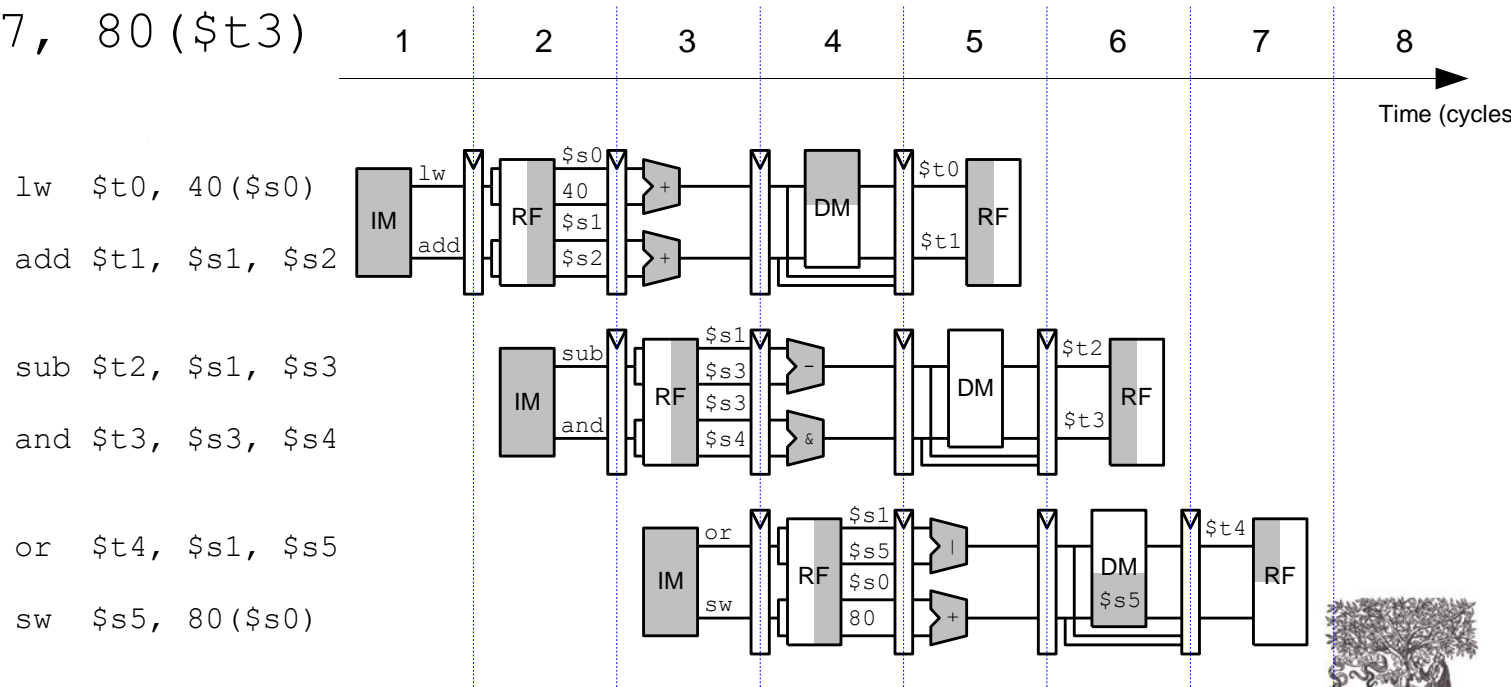 7, 80($t3)
1 2 3 4 5 6 7 8
Time (cycles
lw $t0, 40($s0)
add $t1, $s1, $s2
IM
lw
add
RF
$s0
40
$s1
$s2
+
+
DM
$t0
$t1
RF
sub $t2, $s1, $s3
and $t3, $s3, $s4
IM
sub
and
RF
$s1
$s3
$s3
$s4
-
&
DM
$t2
$t3
RF
or $t4, $s1, $s5
sw $s5, 80($s0)
IM
or
sw
RF
$s1
$s5
$s0
80
|
+
DM
$s5
$t4
RF